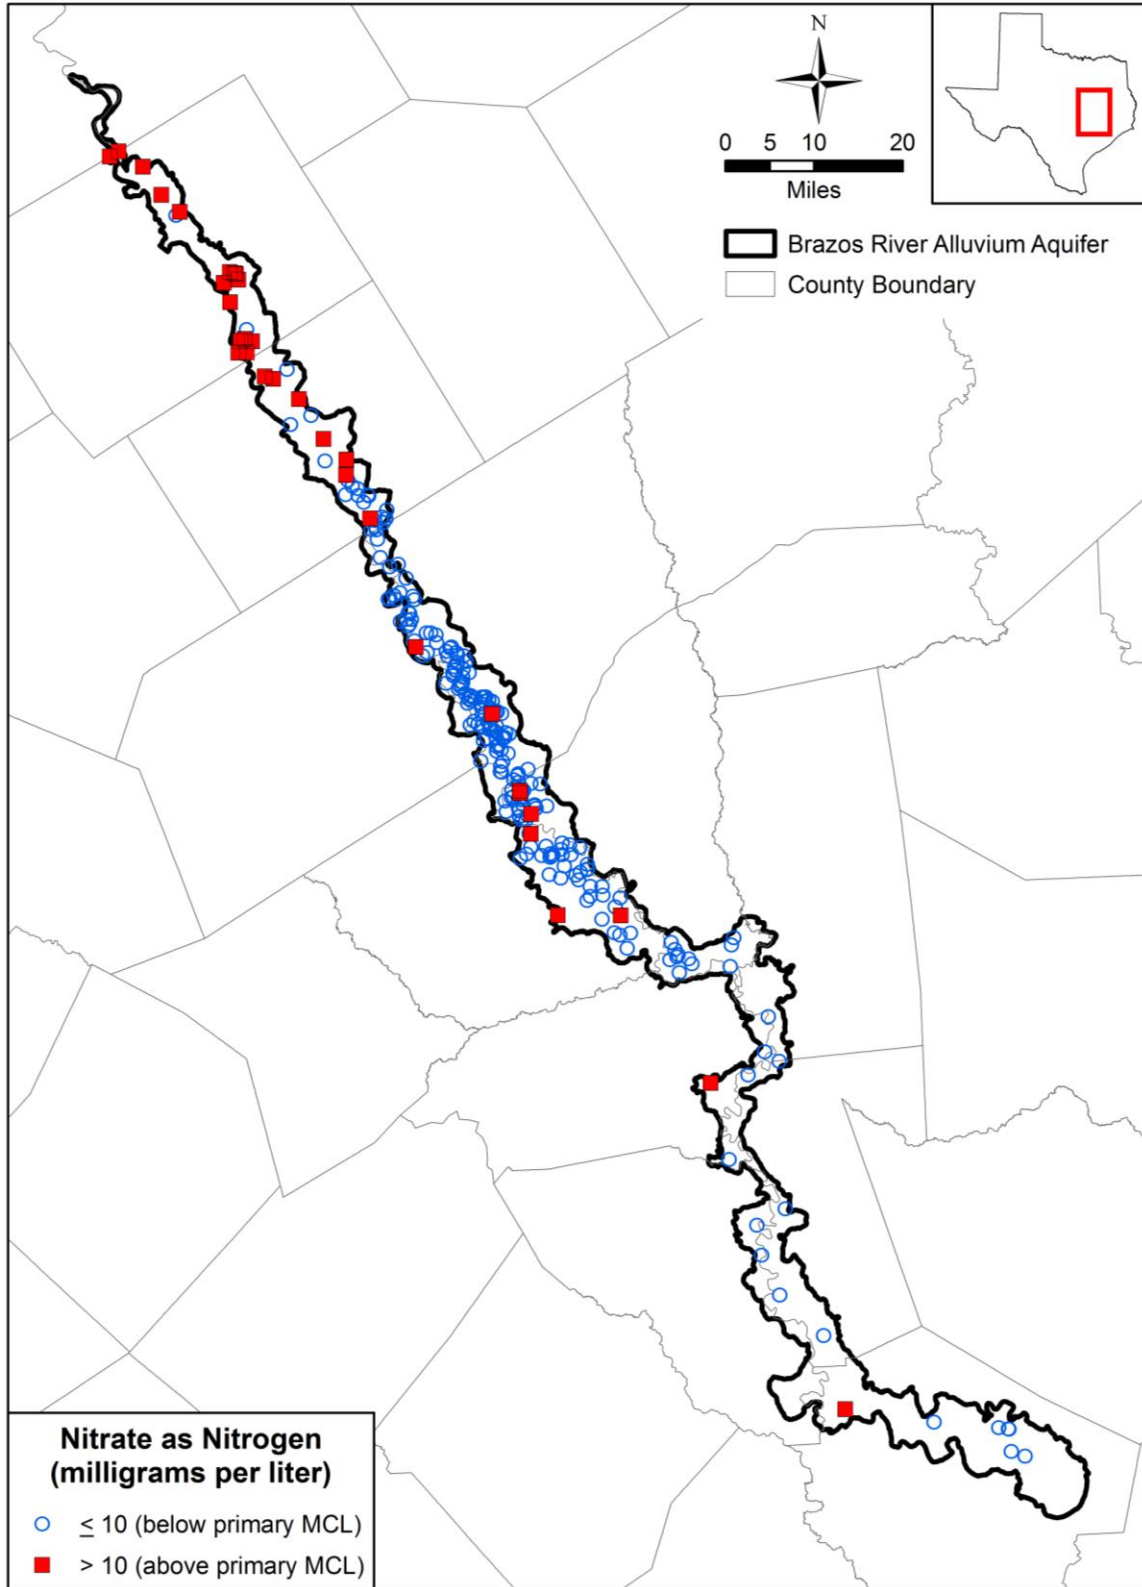 N
0 5 10 20
Miles
Brazos River Alluvium Aquifer
County Boundary
Nitrate as Nitrogen
(milligrams per liter)
≤ 10 (below primary MCL)
> 10 (above primary MCL)